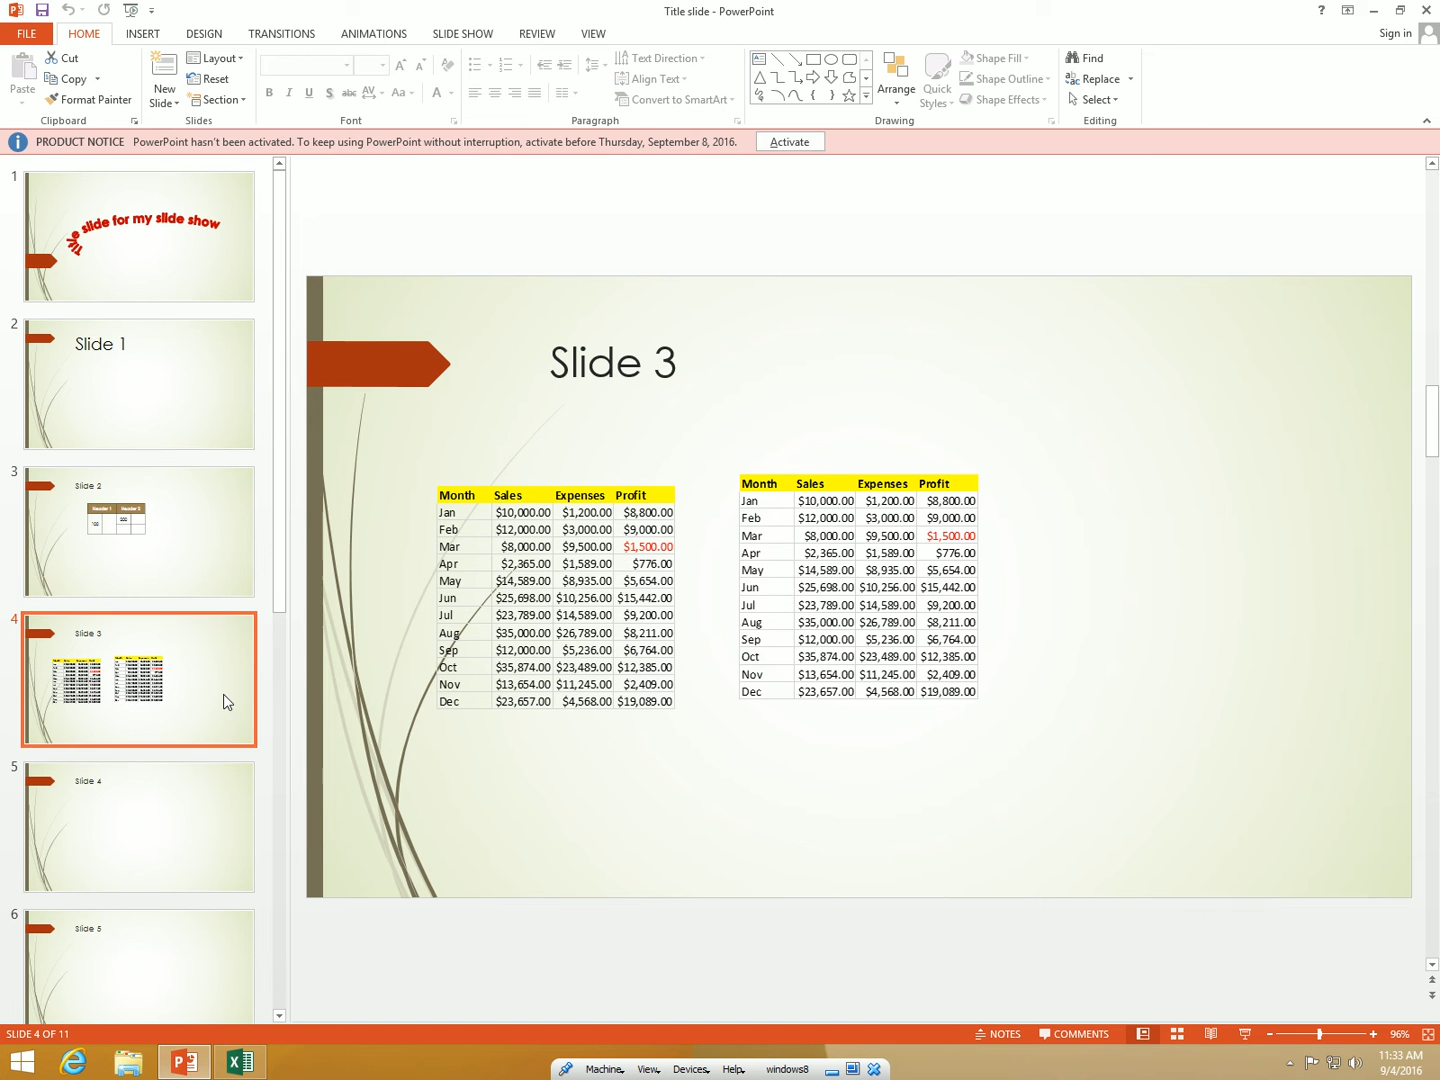 Title slide - PowerPoint
FILE HOME INSERT DESIGN TRANSITIONS ANIMATIONS SLIDE SHOW REVIEW VIEW Sign in
Paste
Cut
Copy
Format Painter
Clipboard
New Slide
Layout
Reset
Section
Slides
B I U S abc AV Aa A
Font
Text Direction
Align Text
Convert to SmartArt
Paragraph
Arrange
Quick Styles
Shape Fill
Shape Outline
Shape Effects
Drawing
Find
Replace
Select
Editing
PRODUCT NOTICE PowerPoint hasn't been activated. To keep using PowerPoint without interruption, activate before Thursday, September 8, 2016. Activate
1
Title slide for my slide show
2
Slide 1
3
Slide 2
Header 1 Header 2
100 200
4
Slide 3
5
Slide 4
6
Slide 5
Slide 3
Month Sales Expenses Profit
Jan $10,000.00 $1,200.00 $8,800.00
Feb $12,000.00 $3,000.00 $9,000.00
Mar $8,000.00 $9,500.00 $1,500.00
Apr $2,365.00 $1,589.00 $776.00
May $14,589.00 $8,935.00 $5,654.00
Jun $25,698.00 $10,256.00 $15,442.00
Jul $23,789.00 $14,589.00 $9,200.00
Aug $35,000.00 $26,789.00 $8,211.00
Sep $12,000.00 $5,236.00 $6,764.00
Oct $35,874.00 $23,489.00 $12,385.00
Nov $13,654.00 $11,245.00 $2,409.00
Dec $23,657.00 $4,568.00 $19,089.00
Month Sales Expenses Profit
Jan $10,000.00 $1,200.00 $8,800.00
Feb $12,000.00 $3,000.00 $9,000.00
Mar $8,000.00 $9,500.00 $1,500.00
Apr $2,365.00 $1,589.00 $776.00
May $14,589.00 $8,935.00 $5,654.00
Jun $25,698.00 $10,256.00 $15,442.00
Jul $23,789.00 $14,589.00 $9,200.00
Aug $35,000.00 $26,789.00 $8,211.00
Sep $12,000.00 $5,236.00 $6,764.00
Oct $35,874.00 $23,489.00 $12,385.00
Nov $13,654.00 $11,245.00 $2,409.00
Dec $23,657.00 $4,568.00 $19,089.00
SLIDE 4 OF 11 NOTES COMMENTS 96%
Machine View Devices Help windows8
11:33 AM
9/4/2016